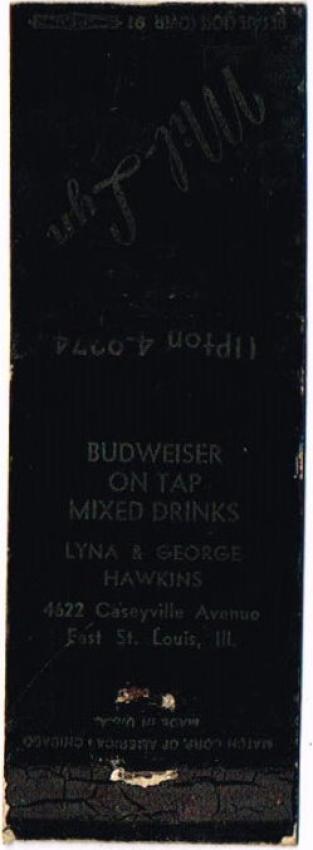 Mil-Lyn
UPton 4-9274
BUDWEISER
ON TAP
MIXED DRINKS
LYNA & GEORGE
HAWKINS
4622 Caseyville Avenue
East St. Louis, Ill.
MADE IN U.S.A.
MATCH CORP. OF AMERICA, CHICAGO